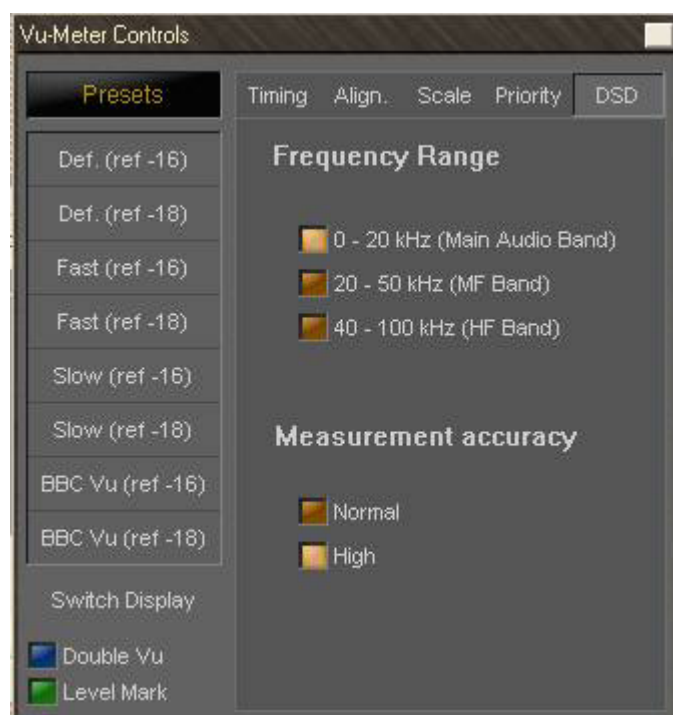 Vu-Meter Controls
Presets
Def. (ref -16)
Def. (ref -18)
Fast (ref -16)
Fast (ref -18)
Slow (ref -16)
Slow (ref -18)
BBC Vu (ref -16)
BBC Vu (ref -18)
Switch Display
Double Vu
Level Mark
Timing Align. Scale Priority DSD
Frequency Range
0 - 20 kHz (Main Audio Band)
20 - 50 kHz (MF Band)
40 - 100 kHz (HF Band)
Measurement accuracy
Normal
High